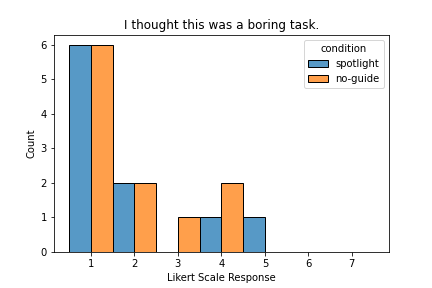 I thought this was a boring task.
condition
spotlight
no-guide
6
5
4
3
2
1
0
Count
1 2 3 4 5 6 7
Likert Scale Response